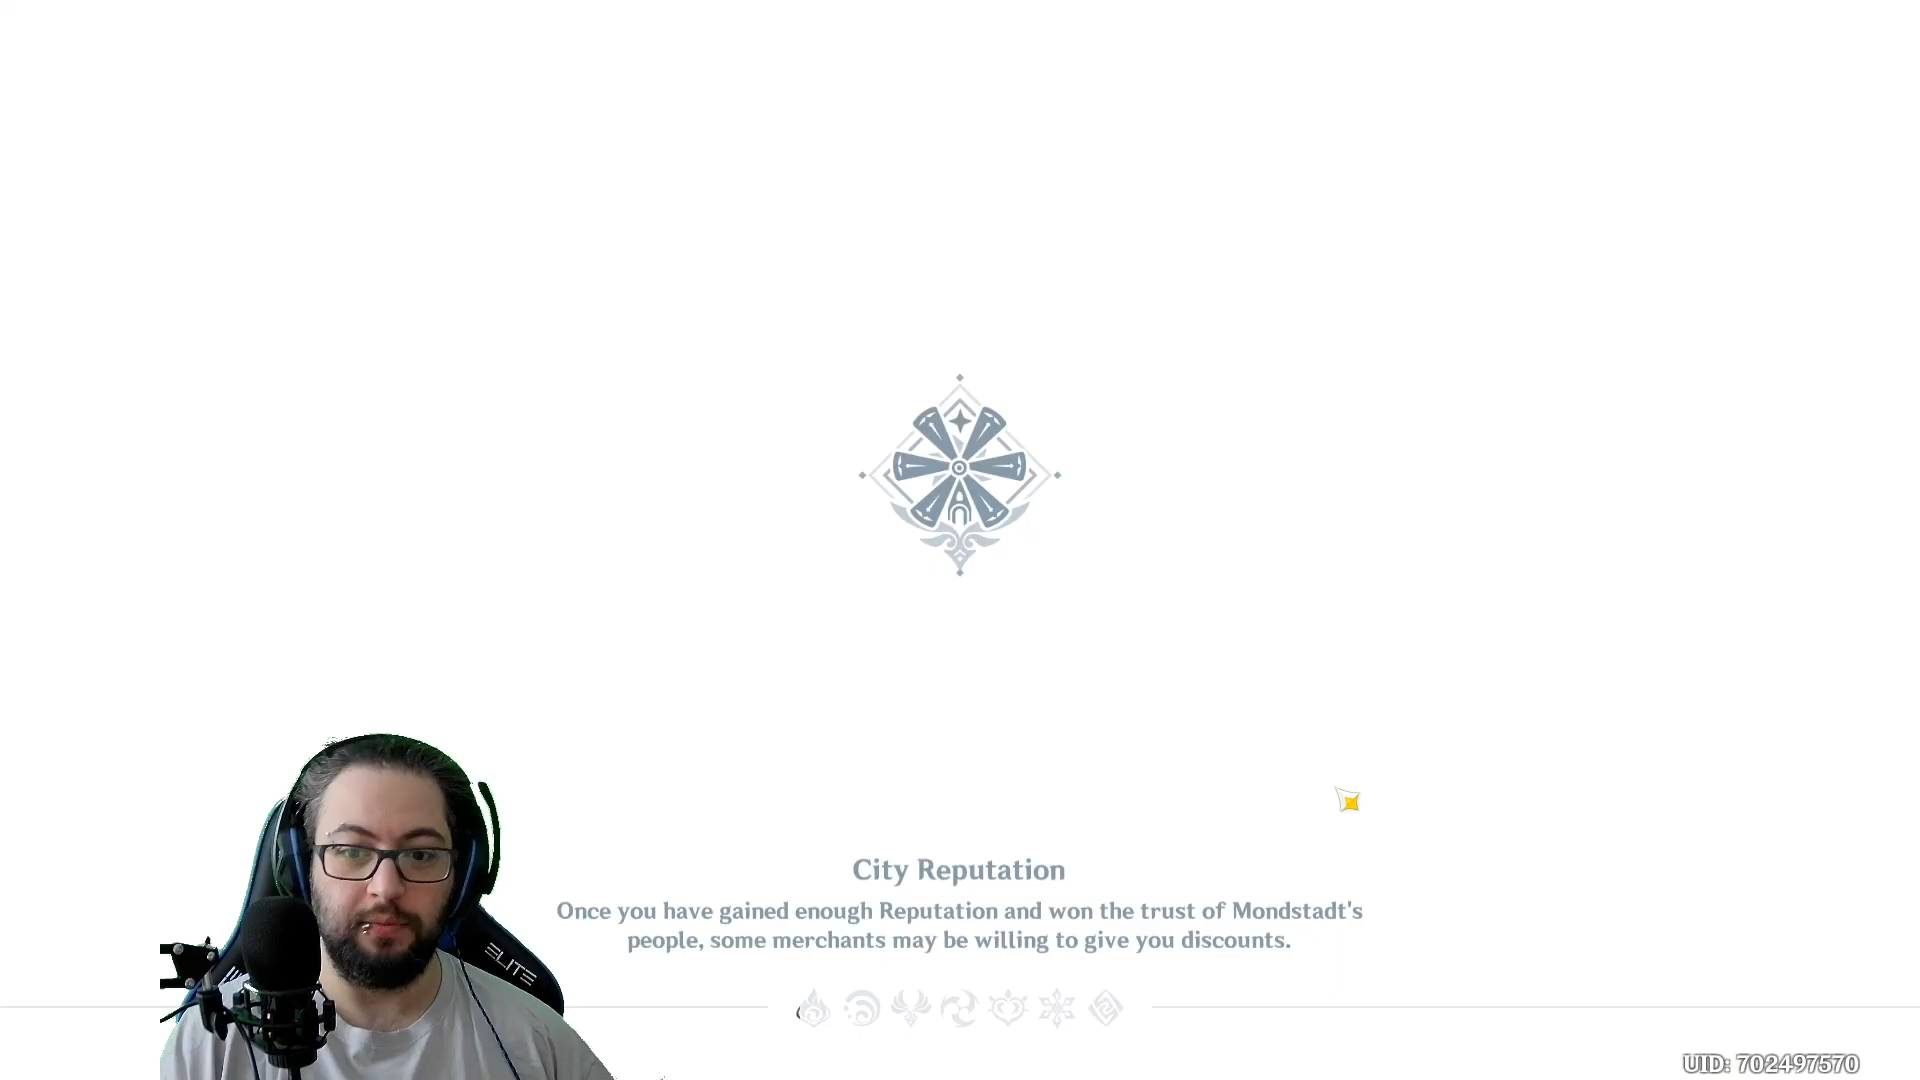 City Reputation
Once you have gained enough Reputation and won the trust of Mondstadt's
people, some merchants may be willing to give you discounts.
ELITE
UID: 702497570